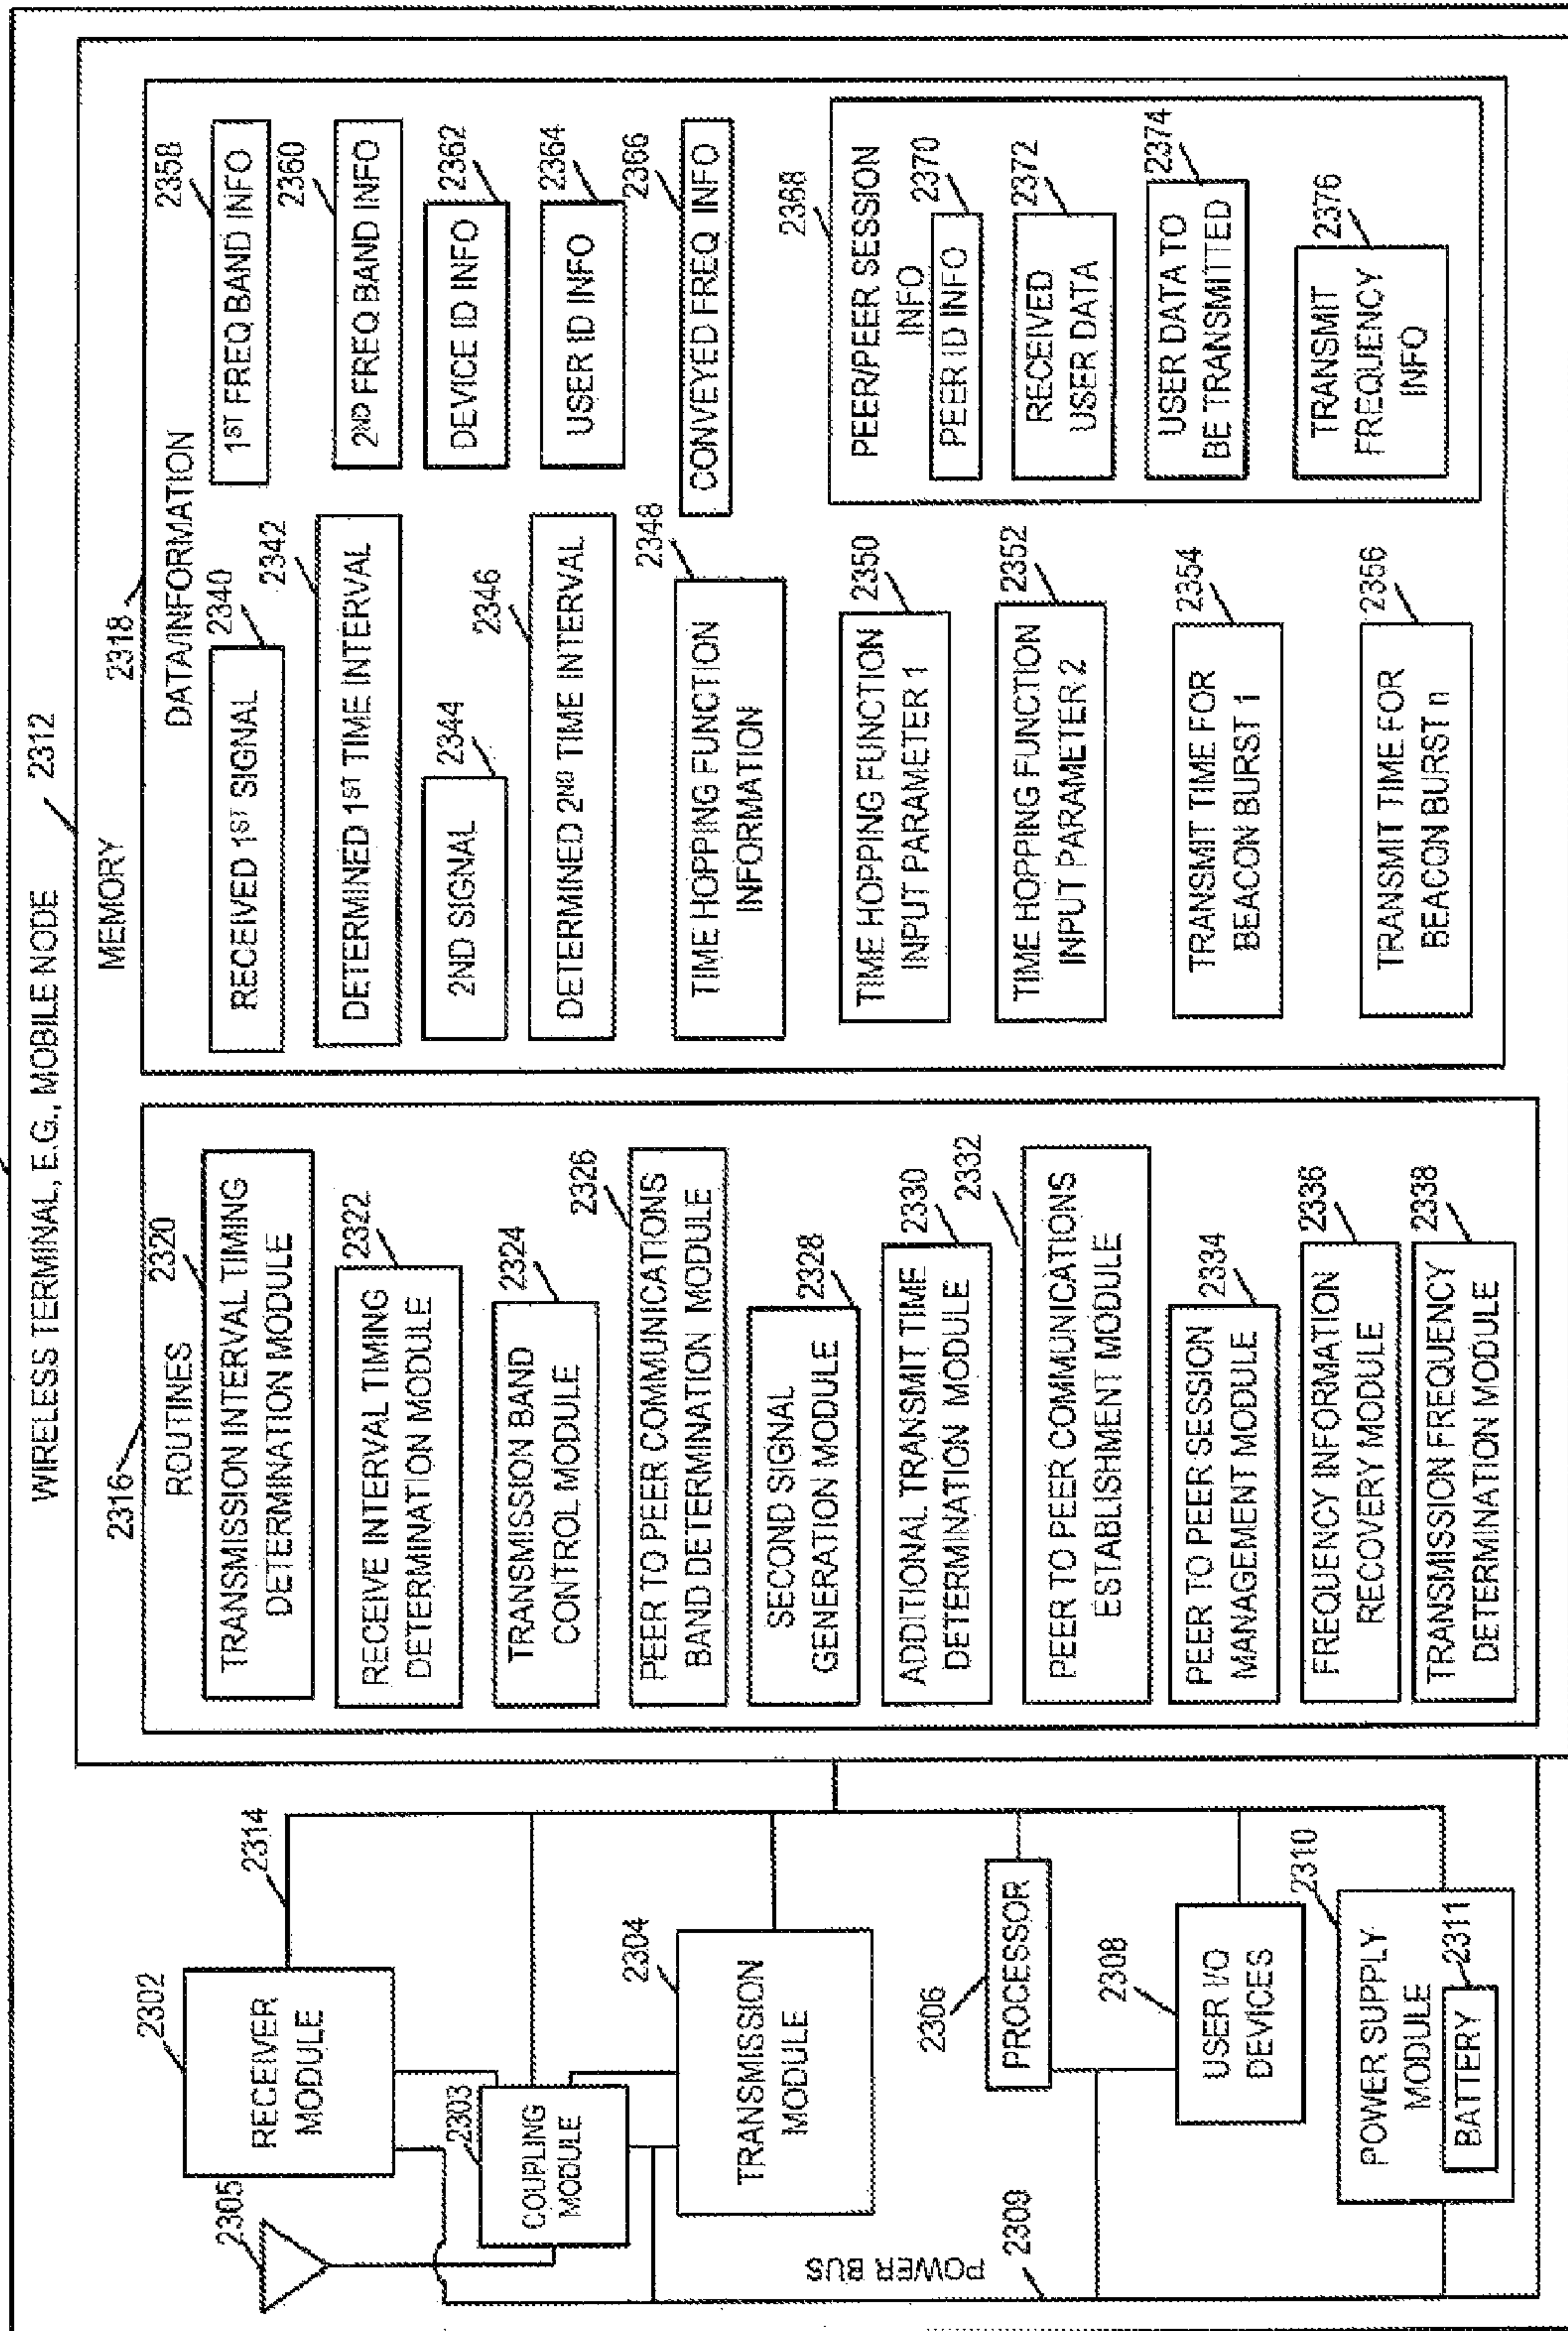 WIRELESS TERMINAL, E.G., MOBILE NODE
2312
MEMORY
2316
ROUTINES
2320
TRANSMISSION INTERVAL TIMING
DETERMINATION MODULE
2322
RECEIVE INTERVAL TIMING
DETERMINATION MODULE
2324
TRANSMISSION BAND
CONTROL MODULE
2326
PEER TO PEER COMMUNICATIONS
BAND DETERMINATION MODULE
2328
SECOND SIGNAL
GENERATION MODULE
2330
ADDITIONAL TRANSMIT TIME
DETERMINATION MODULE
2332
PEER TO PEER COMMUNICATIONS
ESTABLISHMENT MODULE
2334
PEER TO PEER SESSION
MANAGEMENT MODULE
2336
FREQUENCY INFORMATION
RECOVERY MODULE
2338
TRANSMISSION FREQUENCY
DETERMINATION MODULE
2318
DATA/INFORMATION
2340
RECEIVED 1ST SIGNAL
2342
DETERMINED 1ST TIME INTERVAL
2344
2ND SIGNAL
2346
DETERMINED 2ND TIME INTERVAL
2348
TIME HOPPING FUNCTION
INFORMATION
2350
TIME HOPPING FUNCTION
INPUT PARAMETER 1
2352
TIME HOPPING FUNCTION
INPUT PARAMETER 2
2354
TRANSMIT TIME FOR
BEACON BURST 1
2356
TRANSMIT TIME FOR
BEACON BURST n
2358
1ST FREQ BAND INFO
2360
2ND FREQ BAND INFO
2362
DEVICE ID INFO
2364
USER ID INFO
2366
CONVEYED FREQ INFO
2368
PEER/PEER SESSION
INFO
2370
PEER ID INFO
2372
RECEIVED
USER DATA
2374
USER DATA TO
BE TRANSMITTED
2376
TRANSMIT
FREQUENCY
INFO
2302
RECEIVER
MODULE
2314
2305
2303
COUPLING
MODULE
2304
TRANSMISSION
MODULE
2306
PROCESSOR
2308
USER I/O
DEVICES
2310
POWER SUPPLY
MODULE
2311
BATTERY
POWER BUS
2309